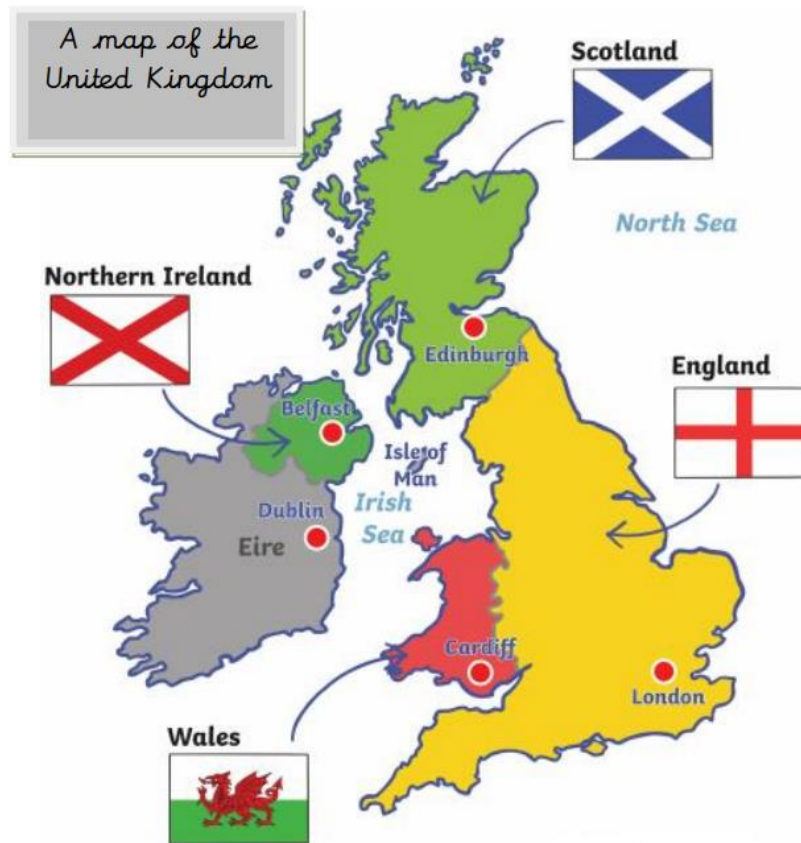 A map of the
United Kingdom
Scotland
North Sea
Northern Ireland
Edinburgh
England
Belfast
Isle of
Man
Irish
Sea
Dublin
Eire
Cardiff
London
Wales